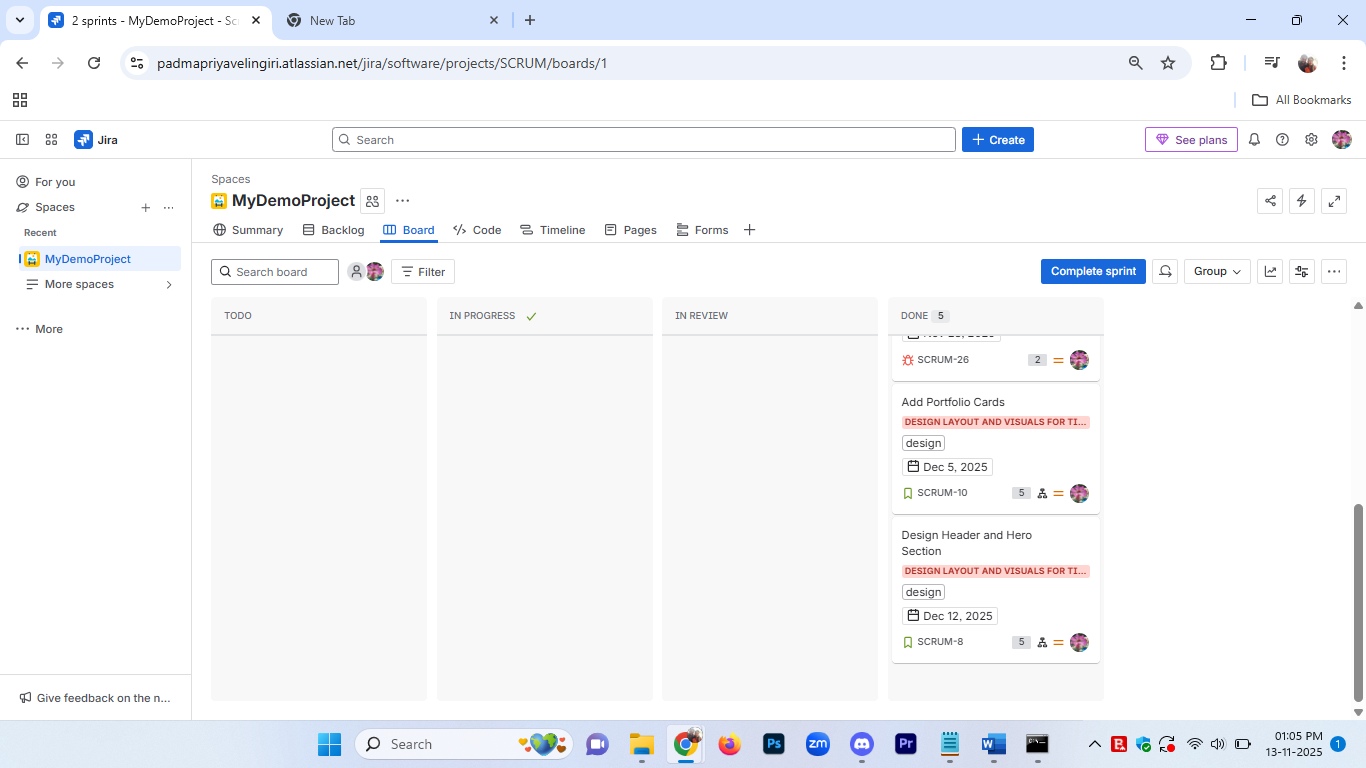 2 sprints - MyDemoProject - Scr
New Tab
padmapriyavelingiri.atlassian.net/jira/software/projects/SCRUM/boards/1
All Bookmarks
Jira
Search
Create
See plans
For you
Spaces
Recent
MyDemoProject
More spaces
More
Give feedback on the n...
Spaces
MyDemoProject
Summary
Backlog
Board
Code
Timeline
Pages
Forms
Search board
Filter
Complete sprint
Group
TODO
IN PROGRESS
IN REVIEW
DONE 5
SCRUM-26
2
Add Portfolio Cards
DESIGN LAYOUT AND VISUALS FOR TI...
design
Dec 5, 2025
SCRUM-10
5
Design Header and Hero
Section
DESIGN LAYOUT AND VISUALS FOR TI...
design
Dec 12, 2025
SCRUM-8
5
Search
Ps
zm
Pr
W
01:05 PM
13-11-2025
1